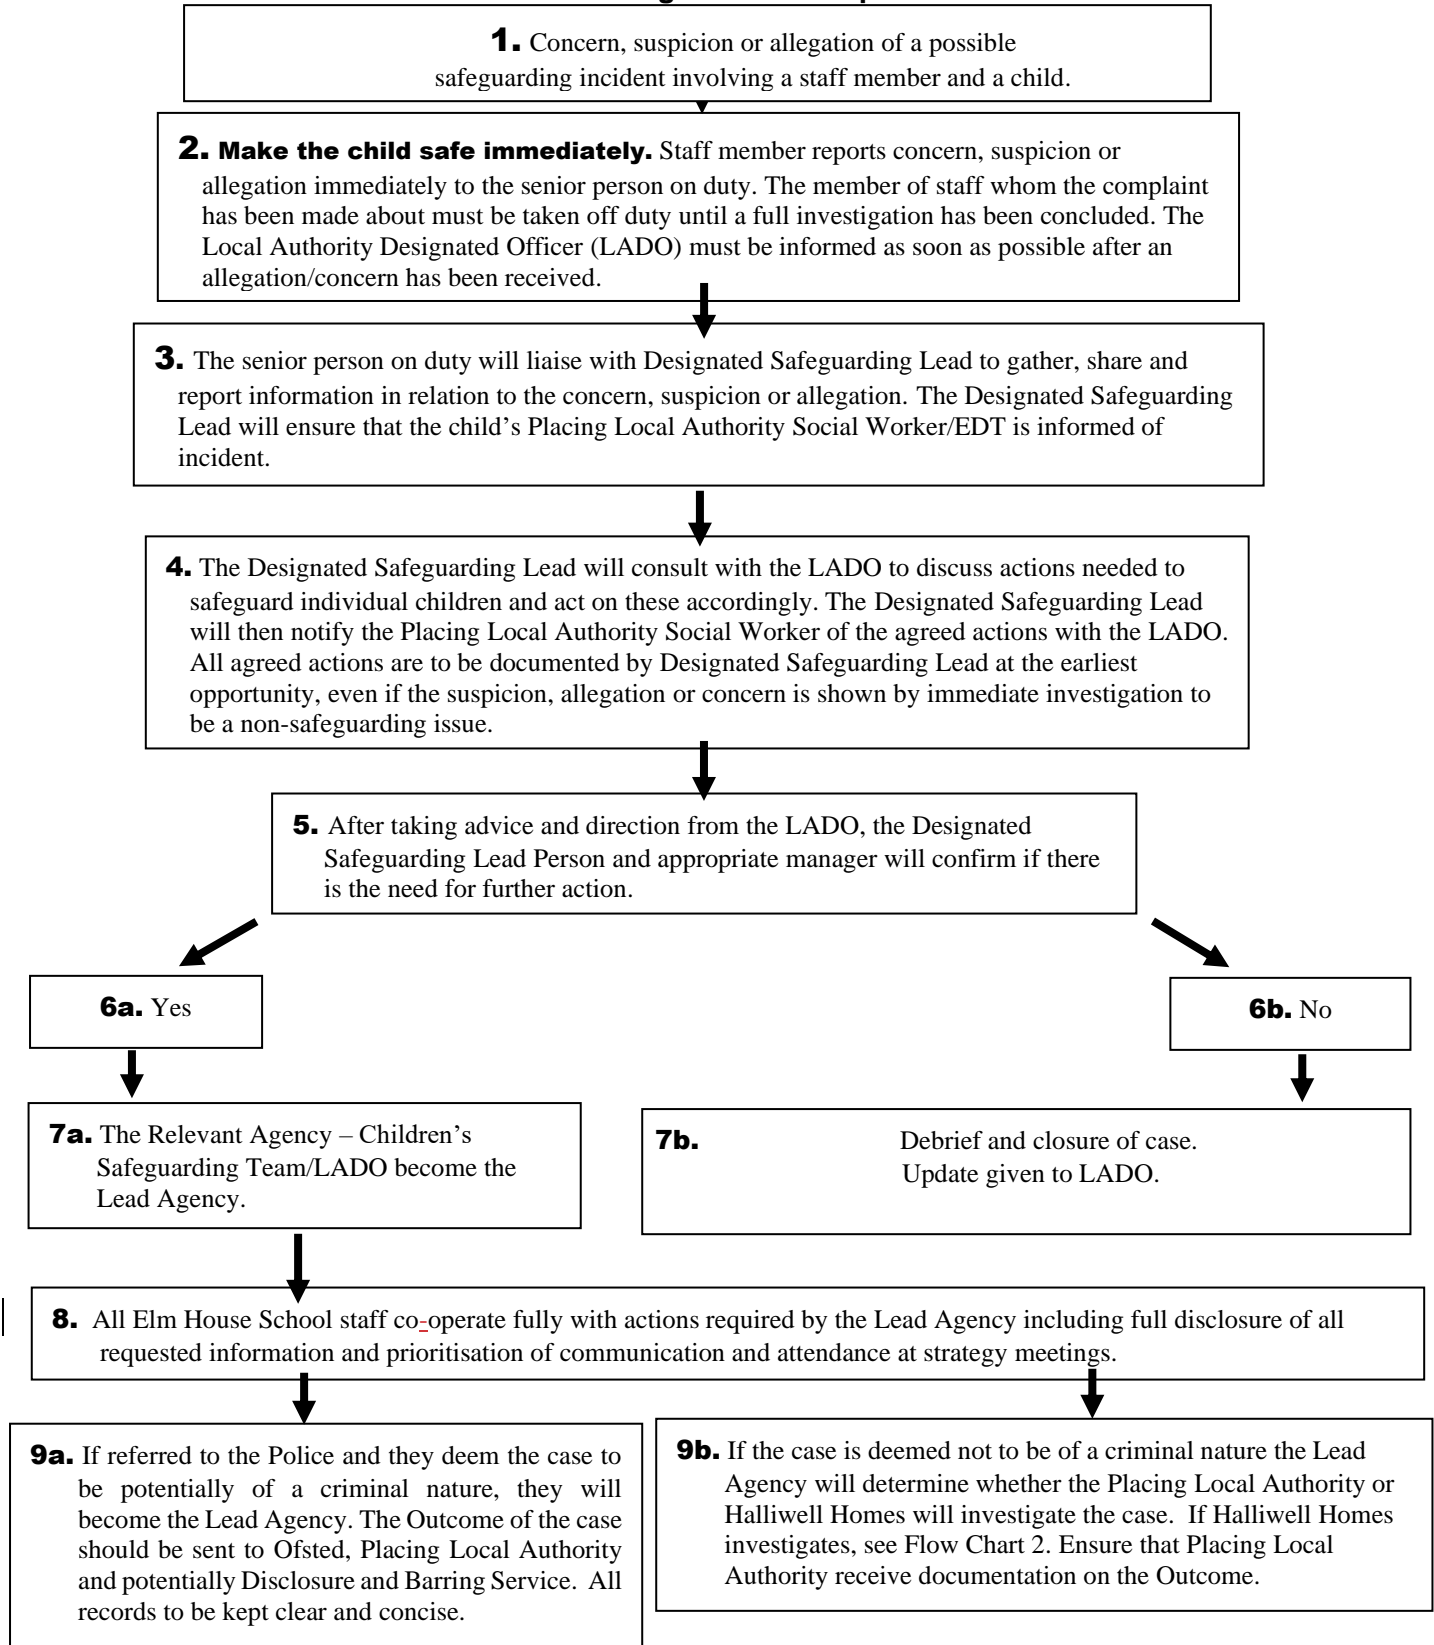 1. Concern, suspicion or allegation of a possible
safeguarding incident involving a staff member and a child.
2. Make the child safe immediately. Staff member reports concern, suspicion or
allegation immediately to the senior person on duty. The member of staff whom the complaint
has been made about must be taken off duty until a full investigation has been concluded. The
Local Authority Designated Officer (LADO) must be informed as soon as possible after an
allegation/concern has been received.
3. The senior person on duty will liaise with Designated Safeguarding Lead to gather, share and
report information in relation to the concern, suspicion or allegation. The Designated Safeguarding
Lead will ensure that the child’s Placing Local Authority Social Worker/EDT is informed of
incident.
4. The Designated Safeguarding Lead will consult with the LADO to discuss actions needed to
safeguard individual children and act on these accordingly. The Designated Safeguarding Lead
will then notify the Placing Local Authority Social Worker of the agreed actions with the LADO.
All agreed actions are to be documented by Designated Safeguarding Lead at the earliest
opportunity, even if the suspicion, allegation or concern is shown by immediate investigation to
be a non-safeguarding issue.
5. After taking advice and direction from the LADO, the Designated
Safeguarding Lead Person and appropriate manager will confirm if there
is the need for further action.
6a. Yes
6b. No
7a. The Relevant Agency – Children’s
Safeguarding Team/LADO become the
Lead Agency.
7b. Debrief and closure of case.
Update given to LADO.
8. All Elm House School staff co-operate fully with actions required by the Lead Agency including full disclosure of all
requested information and prioritisation of communication and attendance at strategy meetings.
9a. If referred to the Police and they deem the case to
be potentially of a criminal nature, they will
become the Lead Agency. The Outcome of the case
should be sent to Ofsted, Placing Local Authority
and potentially Disclosure and Barring Service. All
records to be kept clear and concise.
9b. If the case is deemed not to be of a criminal nature the Lead
Agency will determine whether the Placing Local Authority or
Halliwell Homes will investigate the case. If Halliwell Homes
investigates, see Flow Chart 2. Ensure that Placing Local
Authority receive documentation on the Outcome.